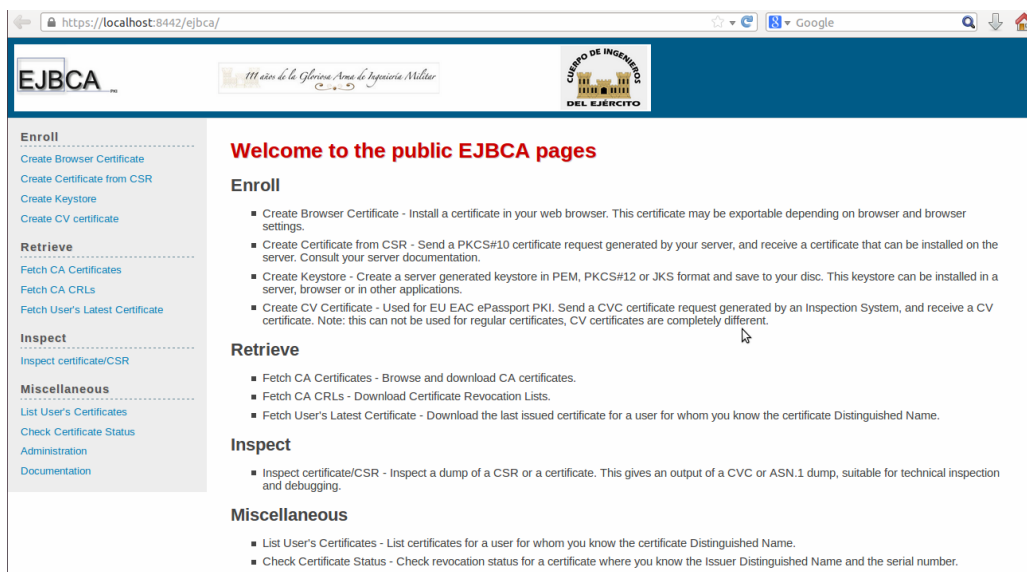 https://localhost:8442/ejbca/
Google
EJBCA
PKI
111 años de la Gloriosa Arma de Ingeniería Militar
CUERPO DE INGENIEROS
DEL EJÉRCITO
Enroll
Create Browser Certificate
Create Certificate from CSR
Create Keystore
Create CV certificate
Retrieve
Fetch CA Certificates
Fetch CA CRLs
Fetch User's Latest Certificate
Inspect
Inspect certificate/CSR
Miscellaneous
List User's Certificates
Check Certificate Status
Administration
Documentation
Welcome to the public EJBCA pages
Enroll
Create Browser Certificate - Install a certificate in your web browser. This certificate may be exportable depending on browser and browser
settings.
Create Certificate from CSR - Send a PKCS#10 certificate request generated by your server, and receive a certificate that can be installed on the
server. Consult your server documentation.
Create Keystore - Create a server generated keystore in PEM, PKCS#12 or JKS format and save to your disc. This keystore can be installed in a
server, browser or in other applications.
Create CV Certificate - Used for EU EAC ePassport PKI. Send a CVC certificate request generated by an Inspection System, and receive a CV
certificate. Note: this can not be used for regular certificates, CV certificates are completely different.
Retrieve
Fetch CA Certificates - Browse and download CA certificates.
Fetch CA CRLs - Download Certificate Revocation Lists.
Fetch User's Latest Certificate - Download the last issued certificate for a user for whom you know the certificate Distinguished Name.
Inspect
Inspect certificate/CSR - Inspect a dump of a CSR or a certificate. This gives an output of a CVC or ASN.1 dump, suitable for technical inspection
and debugging.
Miscellaneous
List User's Certificates - List certificates for a user for whom you know the certificate Distinguished Name.
Check Certificate Status - Check revocation status for a certificate where you know the Issuer Distinguished Name and the serial number.